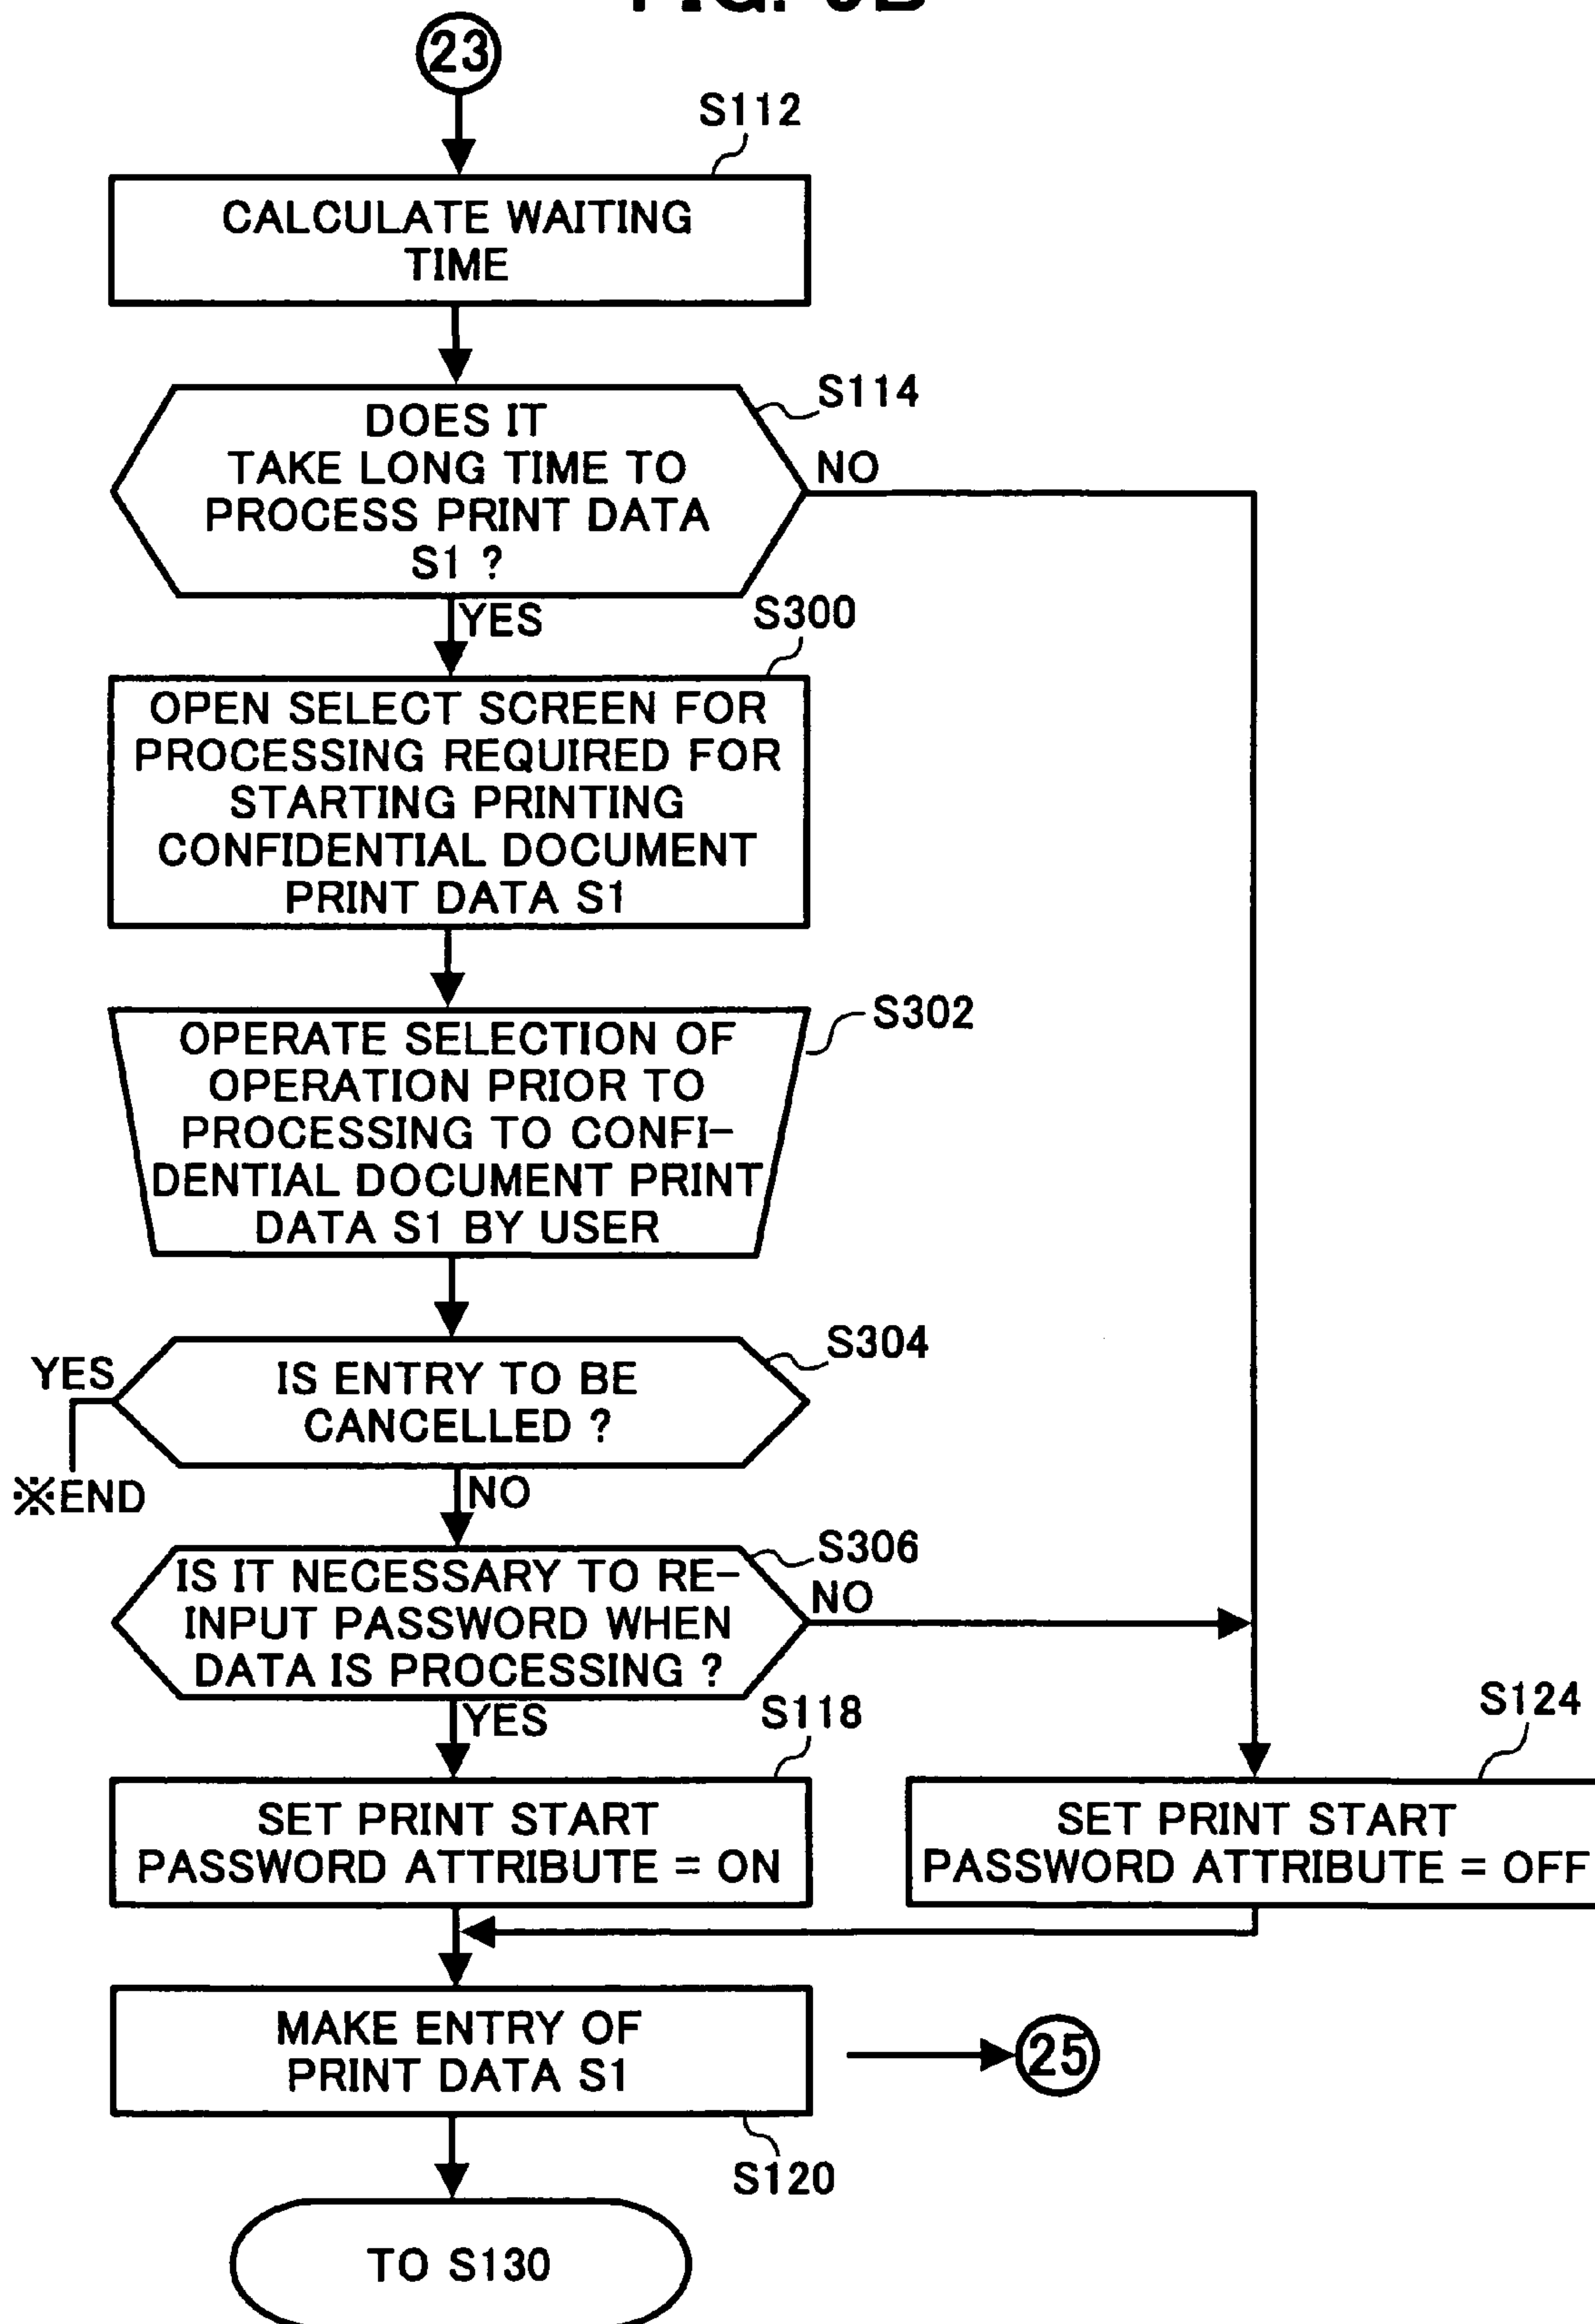 23
S112
CALCULATE WAITING
TIME
S114
DOES IT
TAKE LONG TIME TO
PROCESS PRINT DATA
S1 ?
NO
YES
S300
OPEN SELECT SCREEN FOR
PROCESSING REQUIRED FOR
STARTING PRINTING
CONFIDENTIAL DOCUMENT
PRINT DATA S1
S302
OPERATE SELECTION OF
OPERATION PRIOR TO
PROCESSING TO CONFI-
DENTIAL DOCUMENT PRINT
DATA S1 BY USER
S304
YES
IS ENTRY TO BE
CANCELLED ?
※END
NO
S306
IS IT NECESSARY TO RE-
INPUT PASSWORD WHEN
DATA IS PROCESSING ?
NO
YES
S118
S124
SET PRINT START
PASSWORD ATTRIBUTE = ON
SET PRINT START
PASSWORD ATTRIBUTE = OFF
MAKE ENTRY OF
PRINT DATA S1
25
S120
TO S130